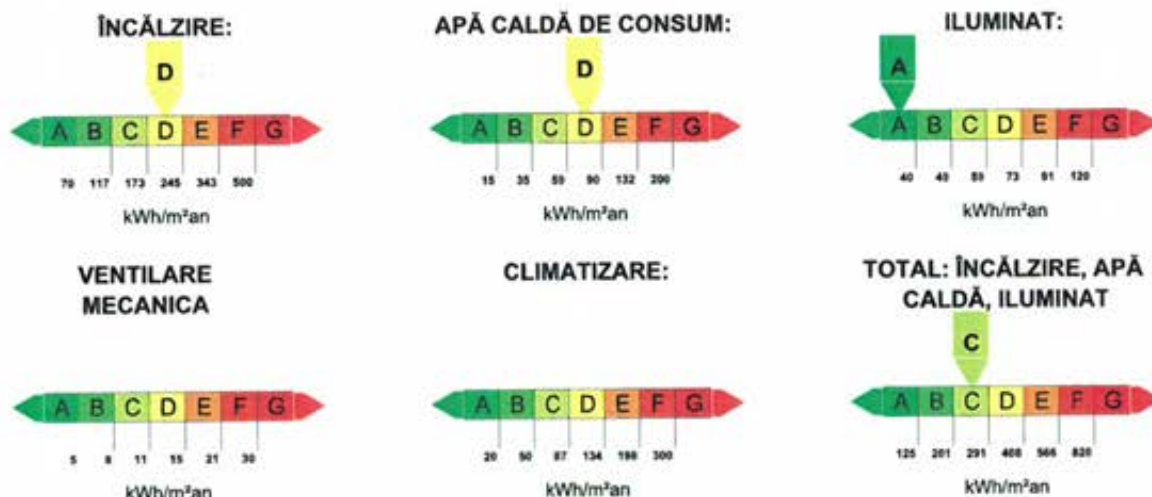 ÎNCĂLZIRE:
D
A B C D E F G
70 117 173 245 343 500
kWh/m²an
APĂ CALDĂ DE CONSUM:
D
A B C D E F G
15 35 59 90 132 200
kWh/m²an
ILUMINAT:
A
A B C D E F G
40 49 59 73 91 120
kWh/m²an
VENTILARE
MECANICA
A B C D E F G
5 8 11 15 21 30
kWh/m²an
CLIMATIZARE:
A B C D E F G
20 50 87 134 198 300
kWh/m²an
TOTAL: ÎNCĂLZIRE, APĂ
CALDĂ, ILUMINAT
C
A B C D E F G
125 201 291 408 566 820
kWh/m²an